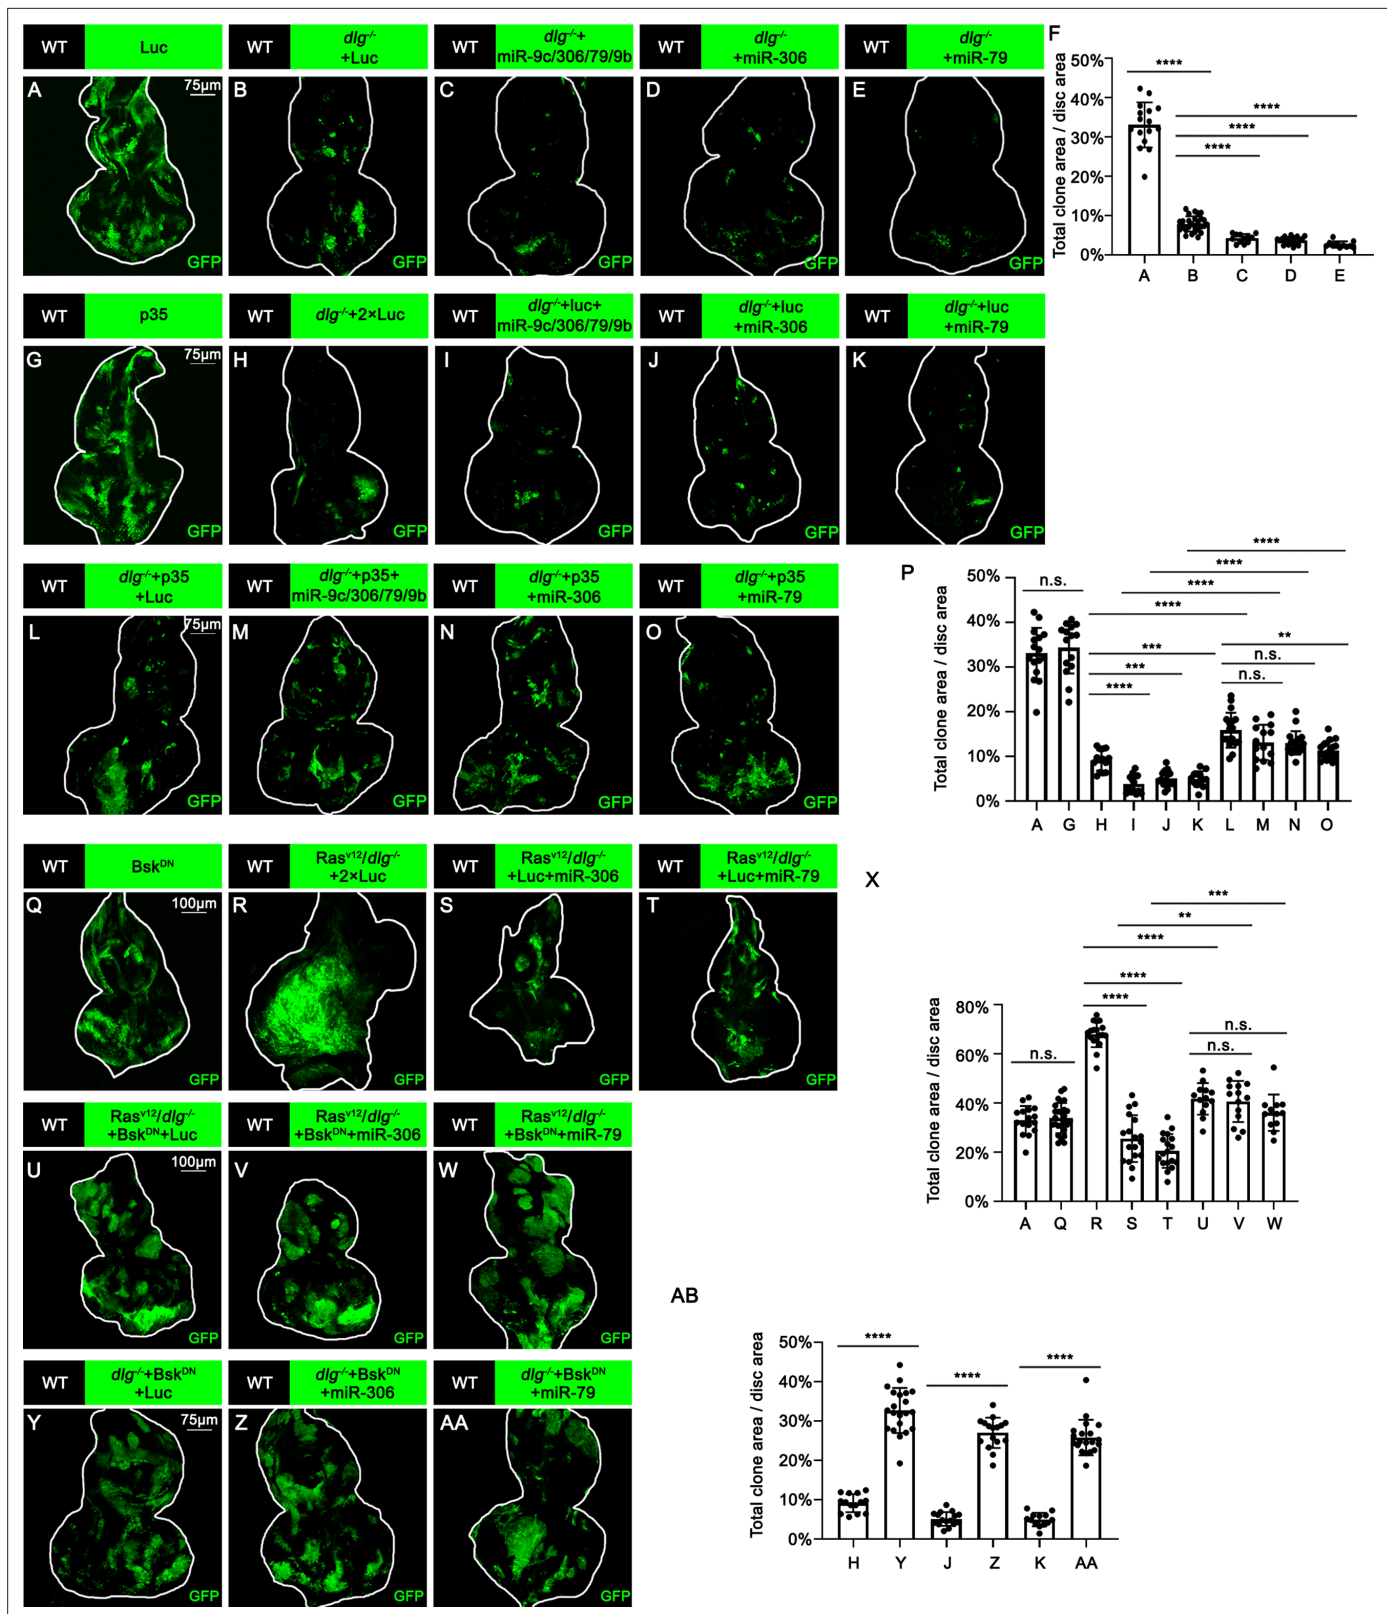 WT Luc
WT dlg-/- +Luc
WT dlg-/-+ miR-9c/306/79/9b
WT dlg-/- +miR-306
WT dlg-/- +miR-79
A 75μm GFP
B GFP
C GFP
D GFP
E GFP
F
Total clone area / disc area
50%
40%
30%
20%
10%
0%
****
****
****
****
A B C D E
WT p35
WT dlg-/-+2×Luc
WT dlg-/-+luc+ miR-9c/306/79/9b
WT dlg-/-+luc +miR-306
WT dlg-/-+luc +miR-79
G 75μm GFP
H GFP
I GFP
J GFP
K GFP
WT dlg-/-+p35 +Luc
WT dlg-/-+p35+ miR-9c/306/79/9b
WT dlg-/-+p35 +miR-306
WT dlg-/-+p35 +miR-79
L 75μm GFP
M GFP
N GFP
O GFP
P
Total clone area / disc area
50%
40%
30%
20%
10%
0%
****
****
****
n.s.
****
**
***
n.s.
***
n.s.
****
A G H I J K L M N O
WT BskDN
WT Rasv12/dlg-/- +2×Luc
WT Rasv12/dlg-/- +Luc+miR-306
WT Rasv12/dlg-/- +Luc+miR-79
Q 100μm GFP
R GFP
S GFP
T GFP
X
Total clone area / disc area
80%
60%
40%
20%
0%
***
**
****
****
****
n.s.
n.s.
n.s.
A Q R S T U V W
WT Rasv12/dlg-/- +BskDN+Luc
WT Rasv12/dlg-/- +BskDN+miR-306
WT Rasv12/dlg-/- +BskDN+miR-79
U 100μm GFP
V GFP
W GFP
WT dlg-/-+BskDN +Luc
WT dlg-/-+BskDN +miR-306
WT dlg-/-+BskDN +miR-79
Y 75μm GFP
Z GFP
AA GFP
AB
Total clone area / disc area
50%
40%
30%
20%
10%
0%
****
****
****
H Y J Z K AA